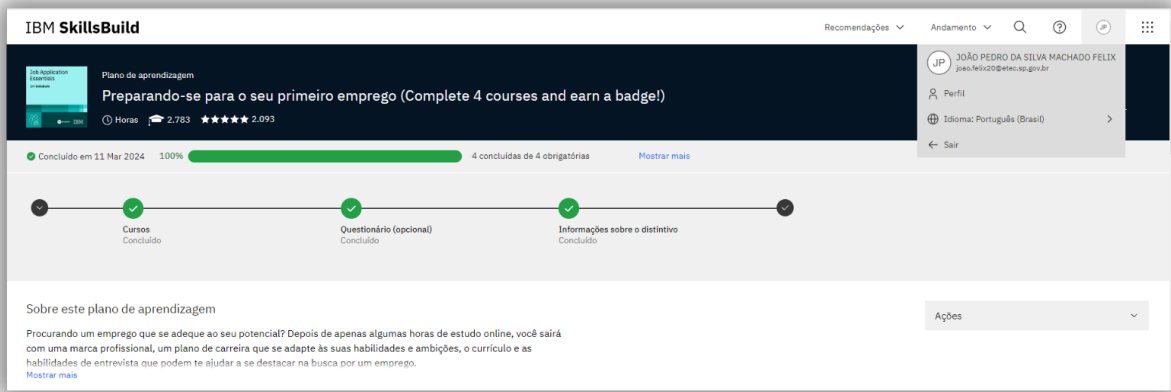 IBM SkillsBuild
Recomendações
Andamento
JP
JP
JOÃO PEDRO DA SILVA MACHADO FELIX
joao.felix20@etec.sp.gov.br
Perfil
Idioma: Português (Brasil)
Sair
Job Application
Essentials
IBM
Plano de aprendizagem
Preparando-se para o seu primeiro emprego (Complete 4 courses and earn a badge!)
Horas 2.783 ★★★★★ 2.093
Concluído em 11 Mar 2024 100% 4 concluídas de 4 obrigatórias Mostrar mais
Cursos
Concluído
Questionário (opcional)
Concluído
Informações sobre o distintivo
Concluído
Sobre este plano de aprendizagem
Procurando um emprego que se adeque ao seu potencial? Depois de apenas algumas horas de estudo online, você sairá
com uma marca profissional, um plano de carreira que se adapte às suas habilidades e ambições, o currículo e as
habilidades de entrevista que podem te ajudar a se destacar na busca por um emprego.
Mostrar mais
Ações